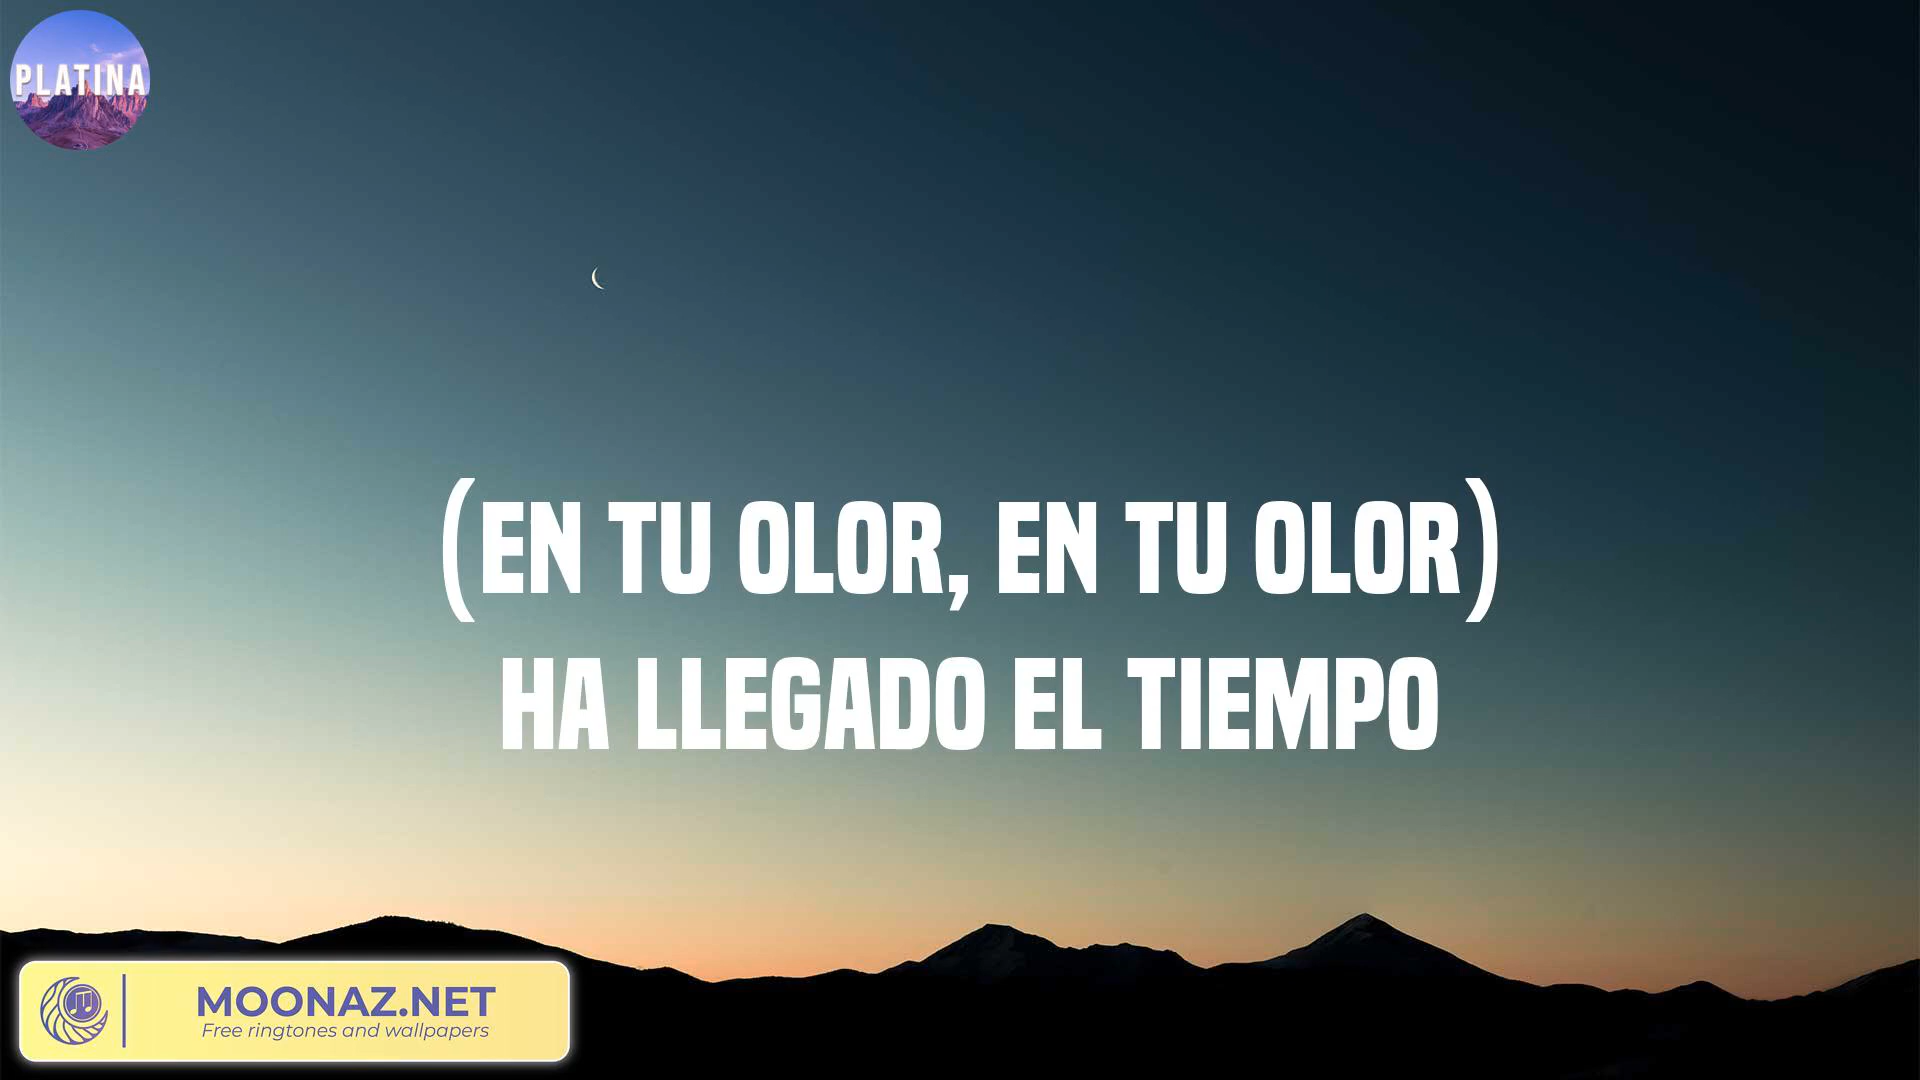 PLATINA
(EN TU OLOR, EN TU OLOR)
HA LLEGADO EL TIEMPO
MOONAZ.NET
Free ringtones and wallpapers